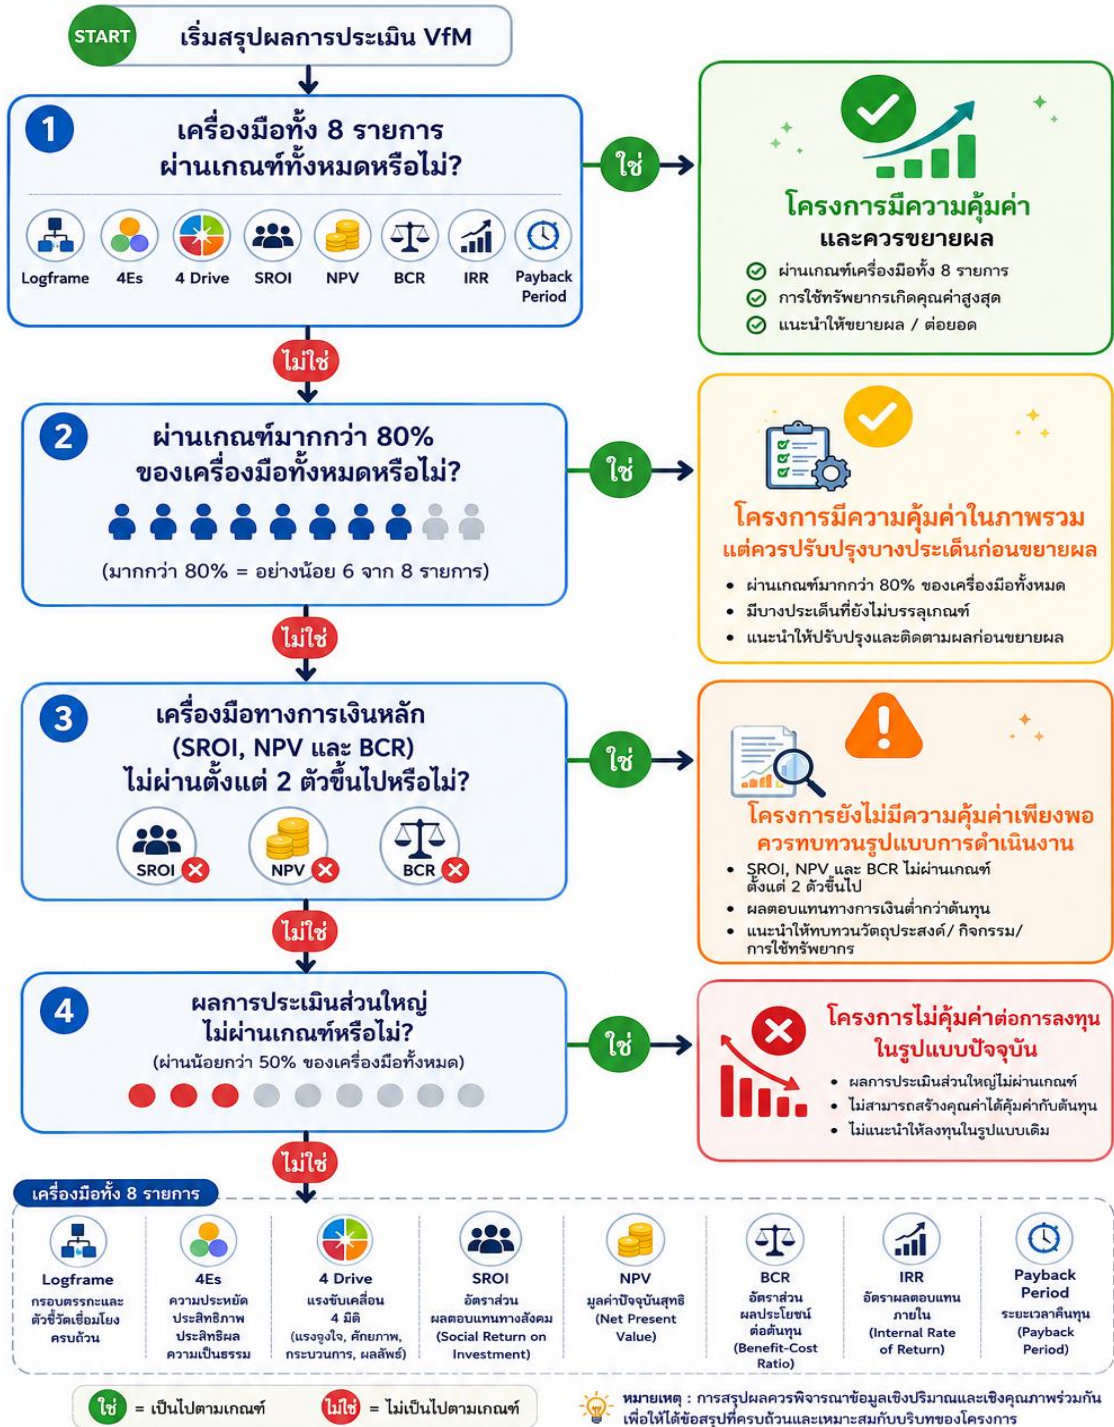 START
เริ่มสรุปผลการประเมิน VfM
1
เครื่องมือทั้ง 8 รายการ
ผ่านเกณฑ์ทั้งหมดหรือไม่?
Logframe
4Es
4 Drive
SROI
NPV
BCR
IRR
Payback
Period
ใช่
โครงการมีความคุ้มค่า
และควรขยายผล
ผ่านเกณฑ์เครื่องมือทั้ง 8 รายการ
การใช้ทรัพยากรเกิดคุณค่าสูงสุด
แนะนำให้ขยายผล / ต่อยอด
ไม่ใช่
2
ผ่านเกณฑ์มากกว่า 80%
ของเครื่องมือทั้งหมดหรือไม่?
(มากกว่า 80% = อย่างน้อย 6 จาก 8 รายการ)
ใช่
โครงการมีความคุ้มค่าในภาพรวม
แต่ควรปรับปรุงบางประเด็นก่อนขยายผล
• ผ่านเกณฑ์มากกว่า 80% ของเครื่องมือทั้งหมด
• มีบางประเด็นที่ยังไม่บรรลุเกณฑ์
• แนะนำให้ปรับปรุงและติดตามผลก่อนขยายผล
ไม่ใช่
3
เครื่องมือทางการเงินหลัก
(SROI, NPV และ BCR)
ไม่ผ่านตั้งแต่ 2 ตัวขึ้นไปหรือไม่?
SROI
NPV
BCR
ใช่
โครงการยังไม่มีความคุ้มค่าเพียงพอ
ควรทบทวนรูปแบบการดำเนินงาน
• SROI, NPV และ BCR ไม่ผ่านเกณฑ์
ตั้งแต่ 2 ตัวขึ้นไป
• ผลตอบแทนทางการเงินต่ำกว่าต้นทุน
• แนะนำให้ทบทวนวัตถุประสงค์/ กิจกรรม/
การใช้ทรัพยากร
ไม่ใช่
4
ผลการประเมินส่วนใหญ่
ไม่ผ่านเกณฑ์หรือไม่?
(ผ่านน้อยกว่า 50% ของเครื่องมือทั้งหมด)
ใช่
โครงการไม่คุ้มค่าต่อการลงทุน
ในรูปแบบปัจจุบัน
• ผลการประเมินส่วนใหญ่ไม่ผ่านเกณฑ์
• ไม่สามารถสร้างคุณค่าได้คุ้มค่ากับต้นทุน
• ไม่แนะนำให้ลงทุนในรูปแบบเดิม
ไม่ใช่
เครื่องมือทั้ง 8 รายการ
Logframe
กรอบตรรกะและ
ตัวชี้วัดเชื่อมโยง
ครบถ้วน
4Es
ความประหยัด
ประสิทธิภาพ
ประสิทธิผล
ความเป็นธรรม
4 Drive
แรงขับเคลื่อน
4 มิติ
(แรงจูงใจ, ศักยภาพ,
กระบวนการ, ผลลัพธ์)
SROI
อัตราส่วน
ผลตอบแทนทางสังคม
(Social Return on
Investment)
NPV
มูลค่าปัจจุบันสุทธิ
(Net Present
Value)
BCR
อัตราส่วน
ผลประโยชน์
ต่อต้นทุน
(Benefit-Cost
Ratio)
IRR
อัตราผลตอบแทน
ภายใน
(Internal Rate
of Return)
Payback
Period
ระยะเวลาคืนทุน
(Payback
Period)
ใช่ = เป็นไปตามเกณฑ์
ไม่ใช่ = ไม่เป็นไปตามเกณฑ์
หมายเหตุ : การสรุปผลควรพิจารณาข้อมูลเชิงปริมาณและเชิงคุณภาพร่วมกัน
เพื่อให้ได้ข้อสรุปที่ครบถ้วนและเหมาะสมกับบริบทของโครงการ